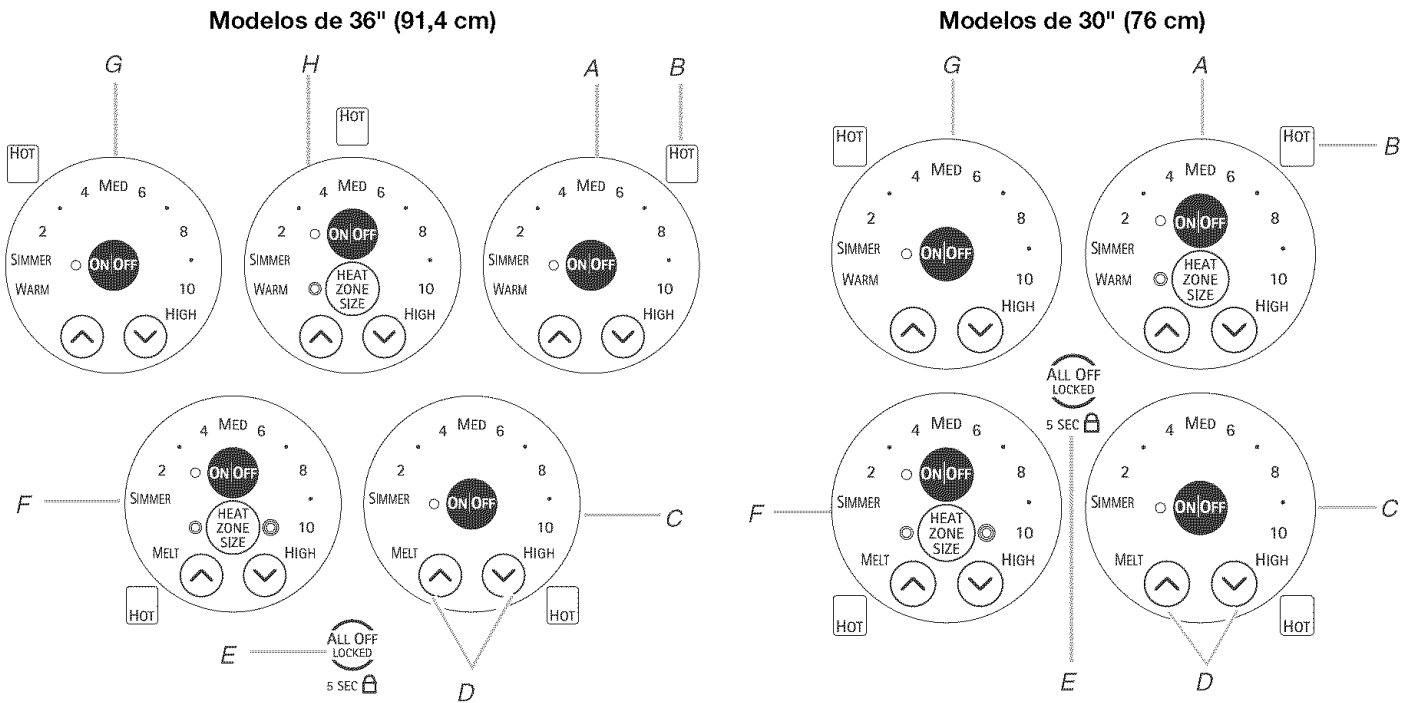 Modelos de 36" (91,4 cm)
G
H
A
B
HOT
HOT
HOT
4 MED 6
2
8
SIMMER
ON|OFF
WARM
10
HIGH
4 MED 6
2
ON|OFF
8
SIMMER
HEAT
ZONE
SIZE
WARM
10
HIGH
4 MED 6
2
8
SIMMER
ON|OFF
WARM
10
HIGH
F
4 MED 6
2
ON|OFF
8
SIMMER
HEAT
ZONE
SIZE
10
MELT
HIGH
HOT
4 MED 6
2
8
SIMMER
ON|OFF
10
MELT
HIGH
HOT
C
E
ALL OFF
LOCKED
5 SEC
D
Modelos de 30" (76 cm)
G
A
HOT
HOT
B
4 MED 6
2
8
SIMMER
ON|OFF
WARM
10
HIGH
4 MED 6
2
ON|OFF
8
SIMMER
HEAT
ZONE
SIZE
WARM
10
HIGH
ALL OFF
LOCKED
5 SEC
F
4 MED 6
2
ON|OFF
8
SIMMER
HEAT
ZONE
SIZE
10
MELT
HIGH
HOT
4 MED 6
2
8
SIMMER
ON|OFF
10
MELT
HIGH
HOT
C
E
D